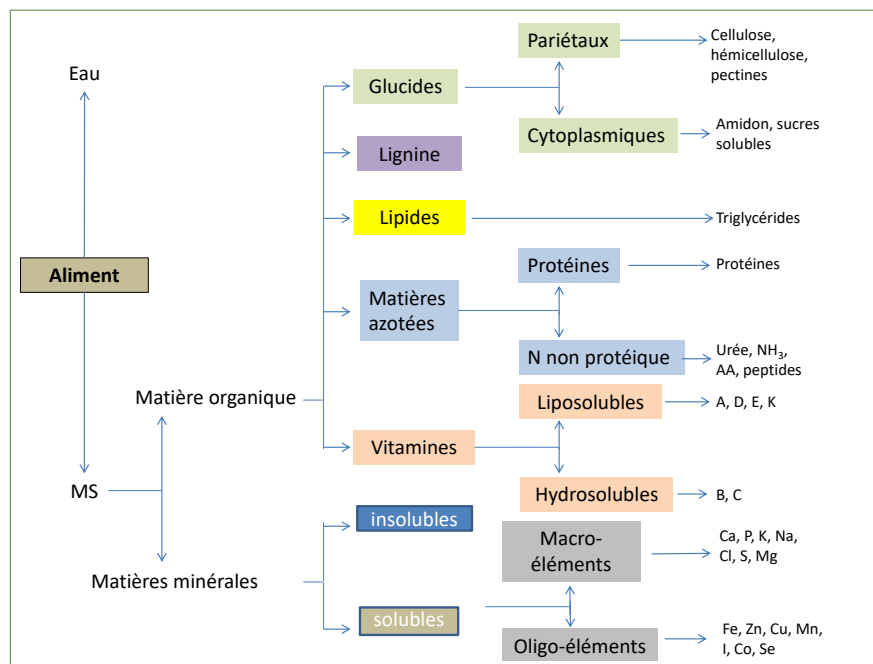 Pariétaux
Cellulose,
hémicellulose,
pectines
Eau
Glucides
Cytoplasmiques
Amidon, sucres
solubles
Lignine
Lipides
Triglycérides
Aliment
Protéines
Protéines
Matières
azotées
N non protéique
Urée, NH₃,
AA, peptides
Matière organique
Liposolubles
A, D, E, K
Vitamines
MS
Hydrosolubles
B, C
insolubles
Macro-
éléments
Ca, P, K, Na,
Cl, S, Mg
Matières minérales
solubles
Oligo-éléments
Fe, Zn, Cu, Mn,
I, Co, Se